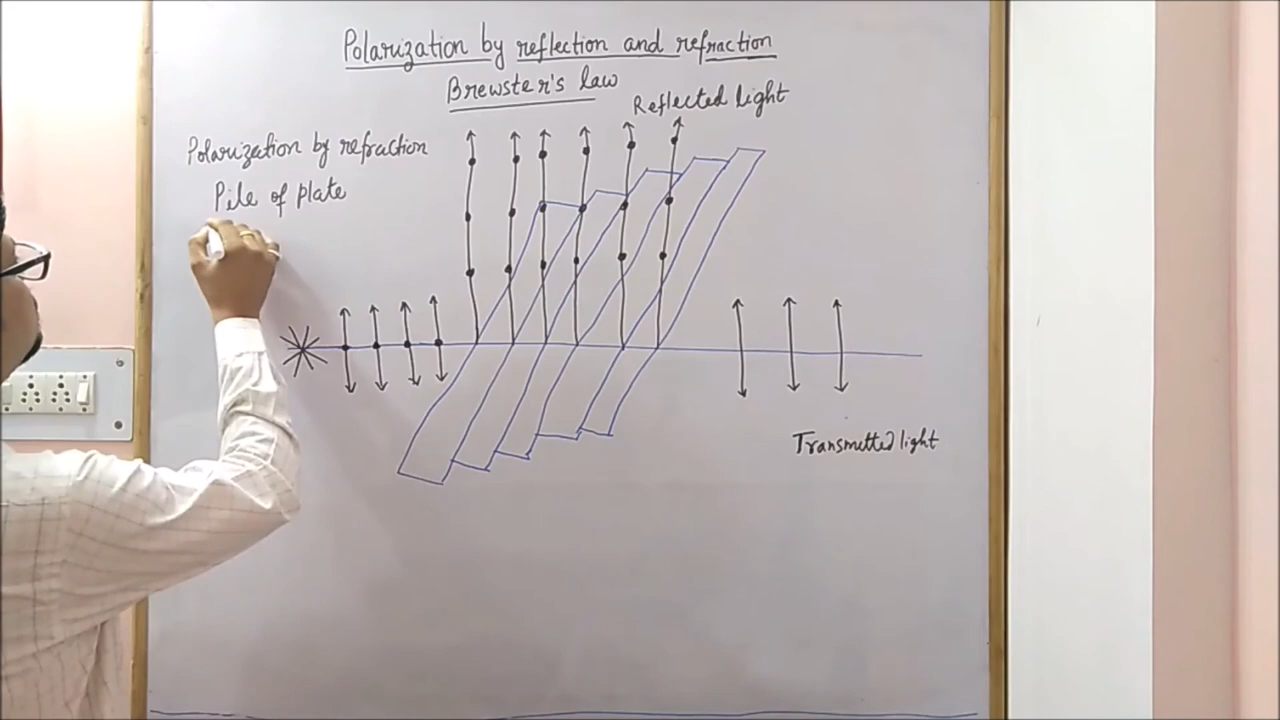 Polarization by reflection and refraction
Brewster's law
Reflected light
Polarization by refraction
Pile of plate
Transmitted light